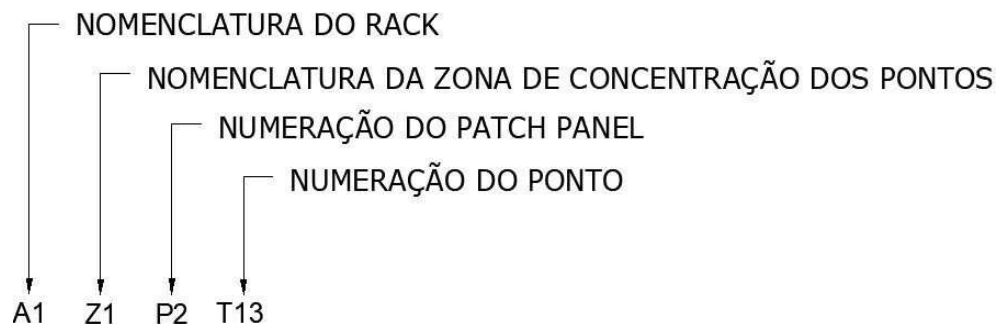 NOMENCLATURA DO RACK
NOMENCLATURA DA ZONA DE CONCENTRAÇÃO DOS PONTOS
NUMERAÇÃO DO PATCH PANEL
NUMERAÇÃO DO PONTO
A1 Z1 P2 T13